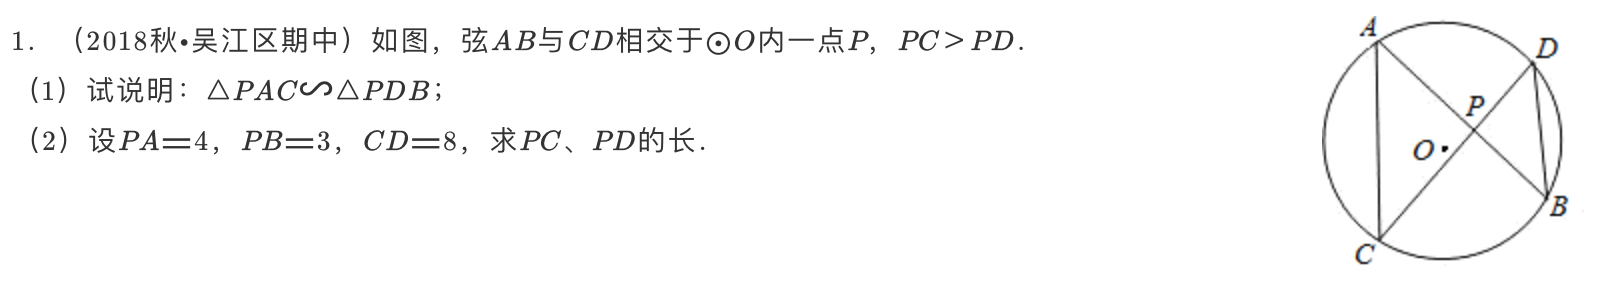 1. （2018秋•吴江区期中）如图，弦AB与CD相交于⊙O内一点P，PC＞PD.
（1）试说明：△PAC∽△PDB；
（2）设PA＝4，PB＝3，CD＝8，求PC、PD的长.
A
D
P
O
B
C